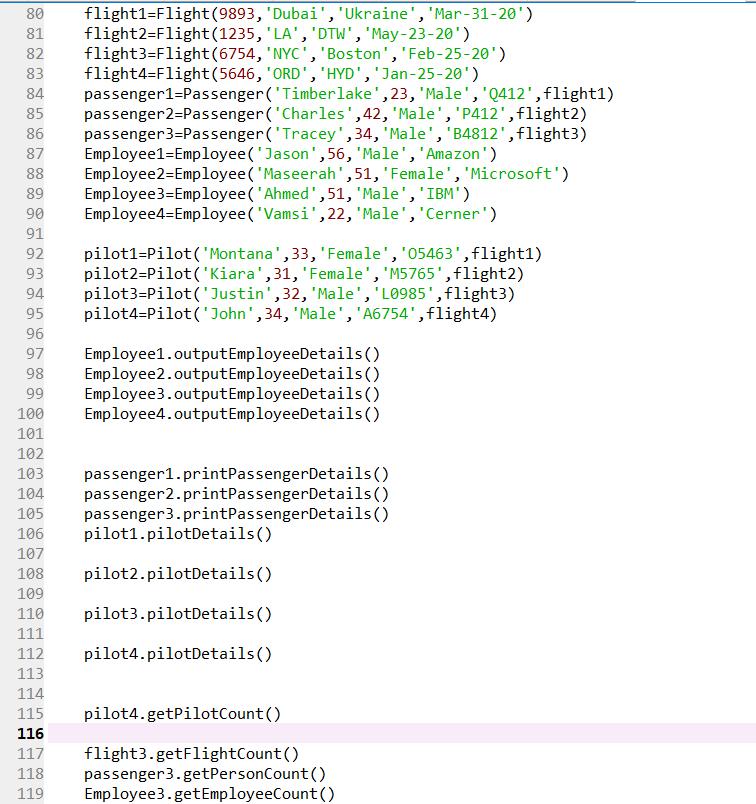 80 flight1=Flight(9893,'Dubai','Ukraine','Mar-31-20')
81 flight2=Flight(1235,'LA','DTW','May-23-20')
82 flight3=Flight(6754,'NYC','Boston','Feb-25-20')
83 flight4=Flight(5646,'ORD','HYD','Jan-25-20')
84 passenger1=Passenger('Timberlake',23,'Male','Q412',flight1)
85 passenger2=Passenger('Charles',42,'Male','P412',flight2)
86 passenger3=Passenger('Tracey',34,'Male','B4812',flight3)
87 Employee1=Employee('Jason',56,'Male','Amazon')
88 Employee2=Employee('Maseerah',51,'Female','Microsoft')
89 Employee3=Employee('Ahmed',51,'Male','IBM')
90 Employee4=Employee('Vamsi',22,'Male','Cerner')
91
92 pilot1=Pilot('Montana',33,'Female','O5463',flight1)
93 pilot2=Pilot('Kiara',31,'Female','M5765',flight2)
94 pilot3=Pilot('Justin',32,'Male','L0985',flight3)
95 pilot4=Pilot('John',34,'Male','A6754',flight4)
96
97 Employee1.outputEmployeeDetails()
98 Employee2.outputEmployeeDetails()
99 Employee3.outputEmployeeDetails()
100 Employee4.outputEmployeeDetails()
101
102
103 passenger1.printPassengerDetails()
104 passenger2.printPassengerDetails()
105 passenger3.printPassengerDetails()
106 pilot1.pilotDetails()
107
108 pilot2.pilotDetails()
109
110 pilot3.pilotDetails()
111
112 pilot4.pilotDetails()
113
114
115 pilot4.getPilotCount()
116
117 flight3.getFlightCount()
118 passenger3.getPersonCount()
119 Employee3.getEmployeeCount()